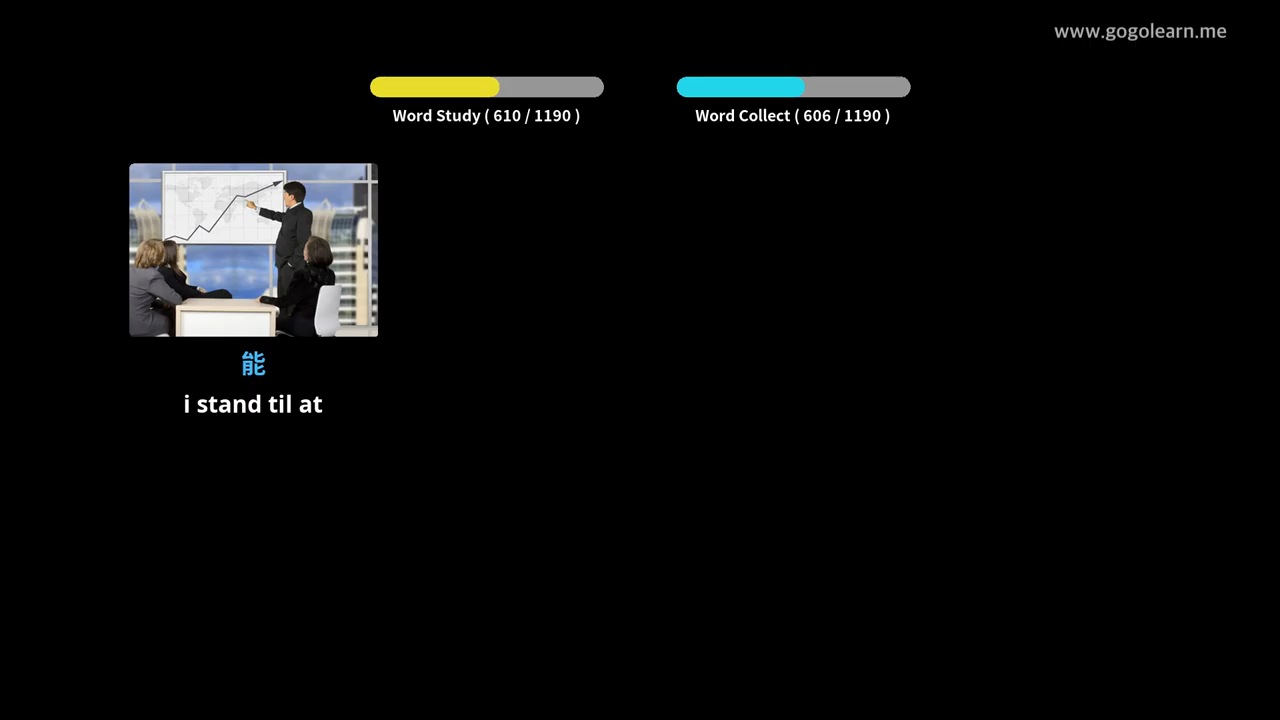 www.gogolearn.me
Word Study ( 610 / 1190 )
Word Collect ( 606 / 1190 )
能
i stand til at